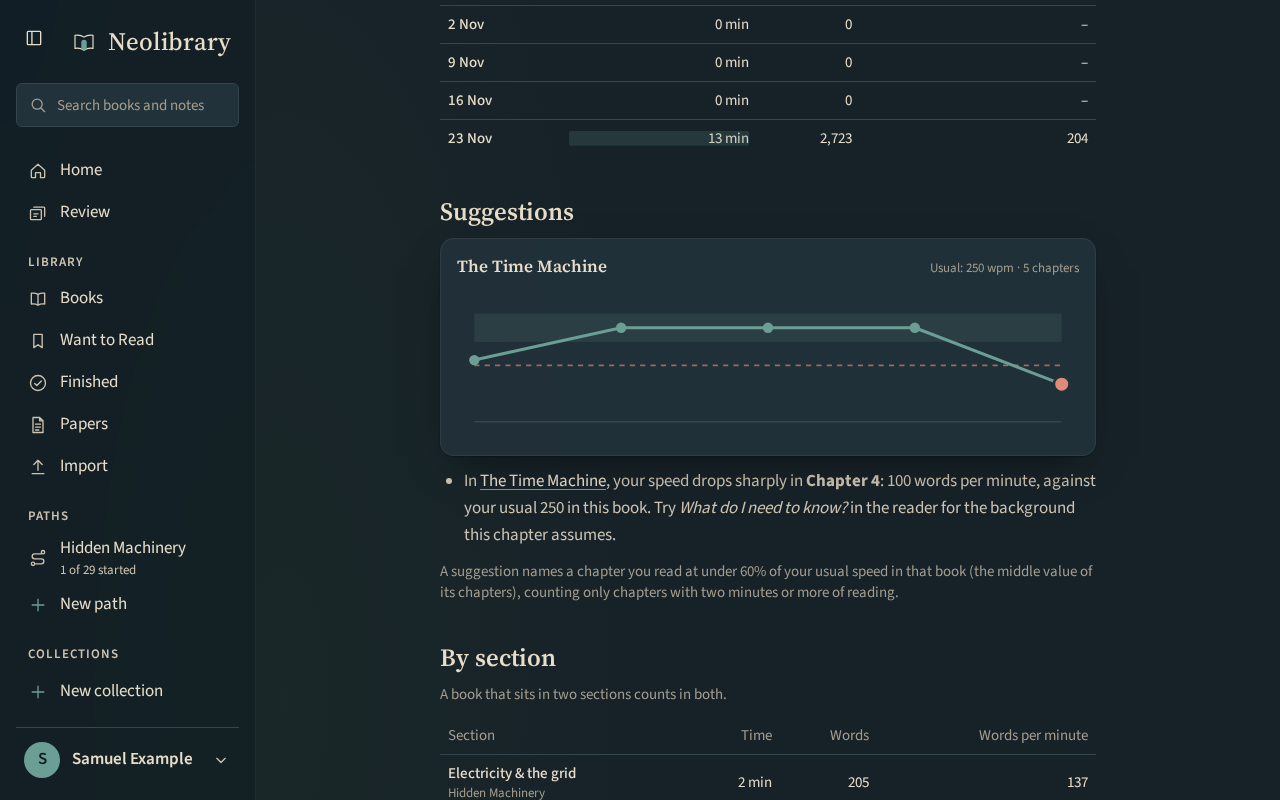 Neolibrary
Search books and notes
Home
Review
LIBRARY
Books
Want to Read
Finished
Papers
Import
PATHS
Hidden Machinery
1 of 29 started
New path
COLLECTIONS
New collection
S Samuel Example
2 Nov 0 min 0 –
9 Nov 0 min 0 –
16 Nov 0 min 0 –
23 Nov 13 min 2,723 204
Suggestions
The Time Machine Usual: 250 wpm · 5 chapters
In The Time Machine, your speed drops sharply in Chapter 4: 100 words per minute, against
your usual 250 in this book. Try What do I need to know? in the reader for the background
this chapter assumes.
A suggestion names a chapter you read at under 60% of your usual speed in that book (the middle value of
its chapters), counting only chapters with two minutes or more of reading.
By section
A book that sits in two sections counts in both.
Section Time Words Words per minute
Electricity & the grid 2 min 205 137
Hidden Machinery